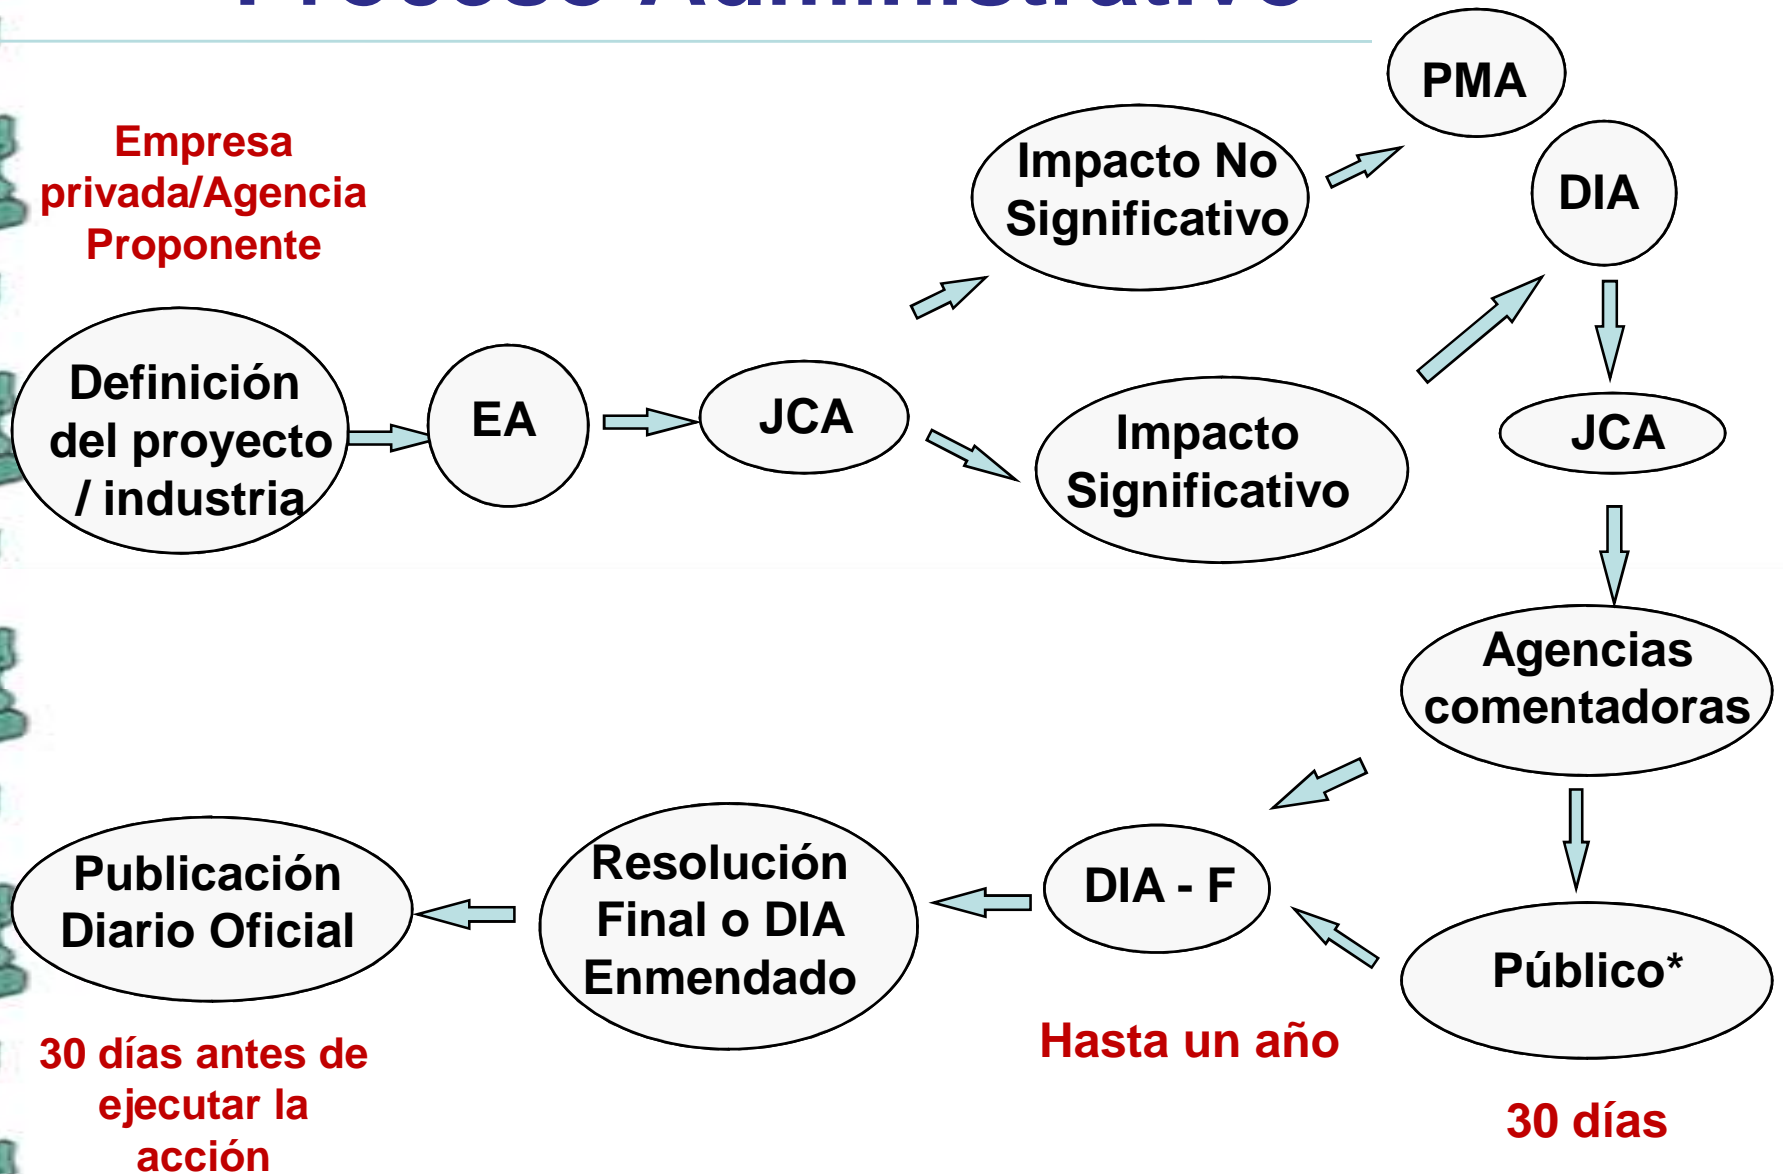 Proceso Administrativo
PMA
Empresa
privada/Agencia
Proponente
Impacto No
Significativo
DIA
Definición
del proyecto
/ industria
EA
JCA
Impacto
Significativo
JCA
Agencias
comentadoras
Publicación
Diario Oficial
Resolución
Final o DIA
Enmendado
DIA - F
Público*
30 días antes de
ejecutar la
acción
Hasta un año
30 días